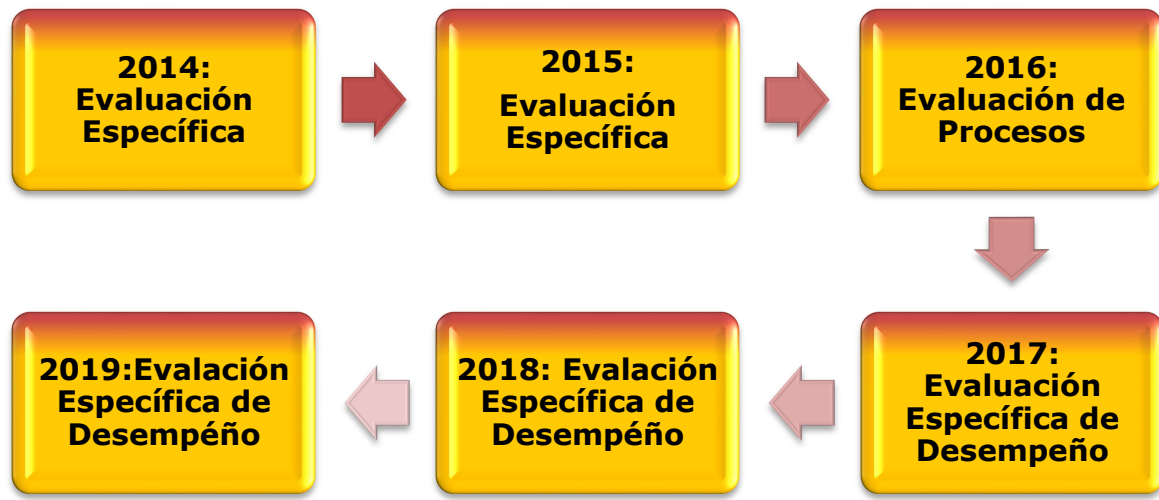 2014:
Evaluación
Específica
2015:
Evaluación
Específica
2016:
Evaluación de
Procesos
2017:
Evaluación
Específica de
Desempeño
2018: Evalación
Específica de
Desempéño
2019:Evalación
Específica de
Desempéño